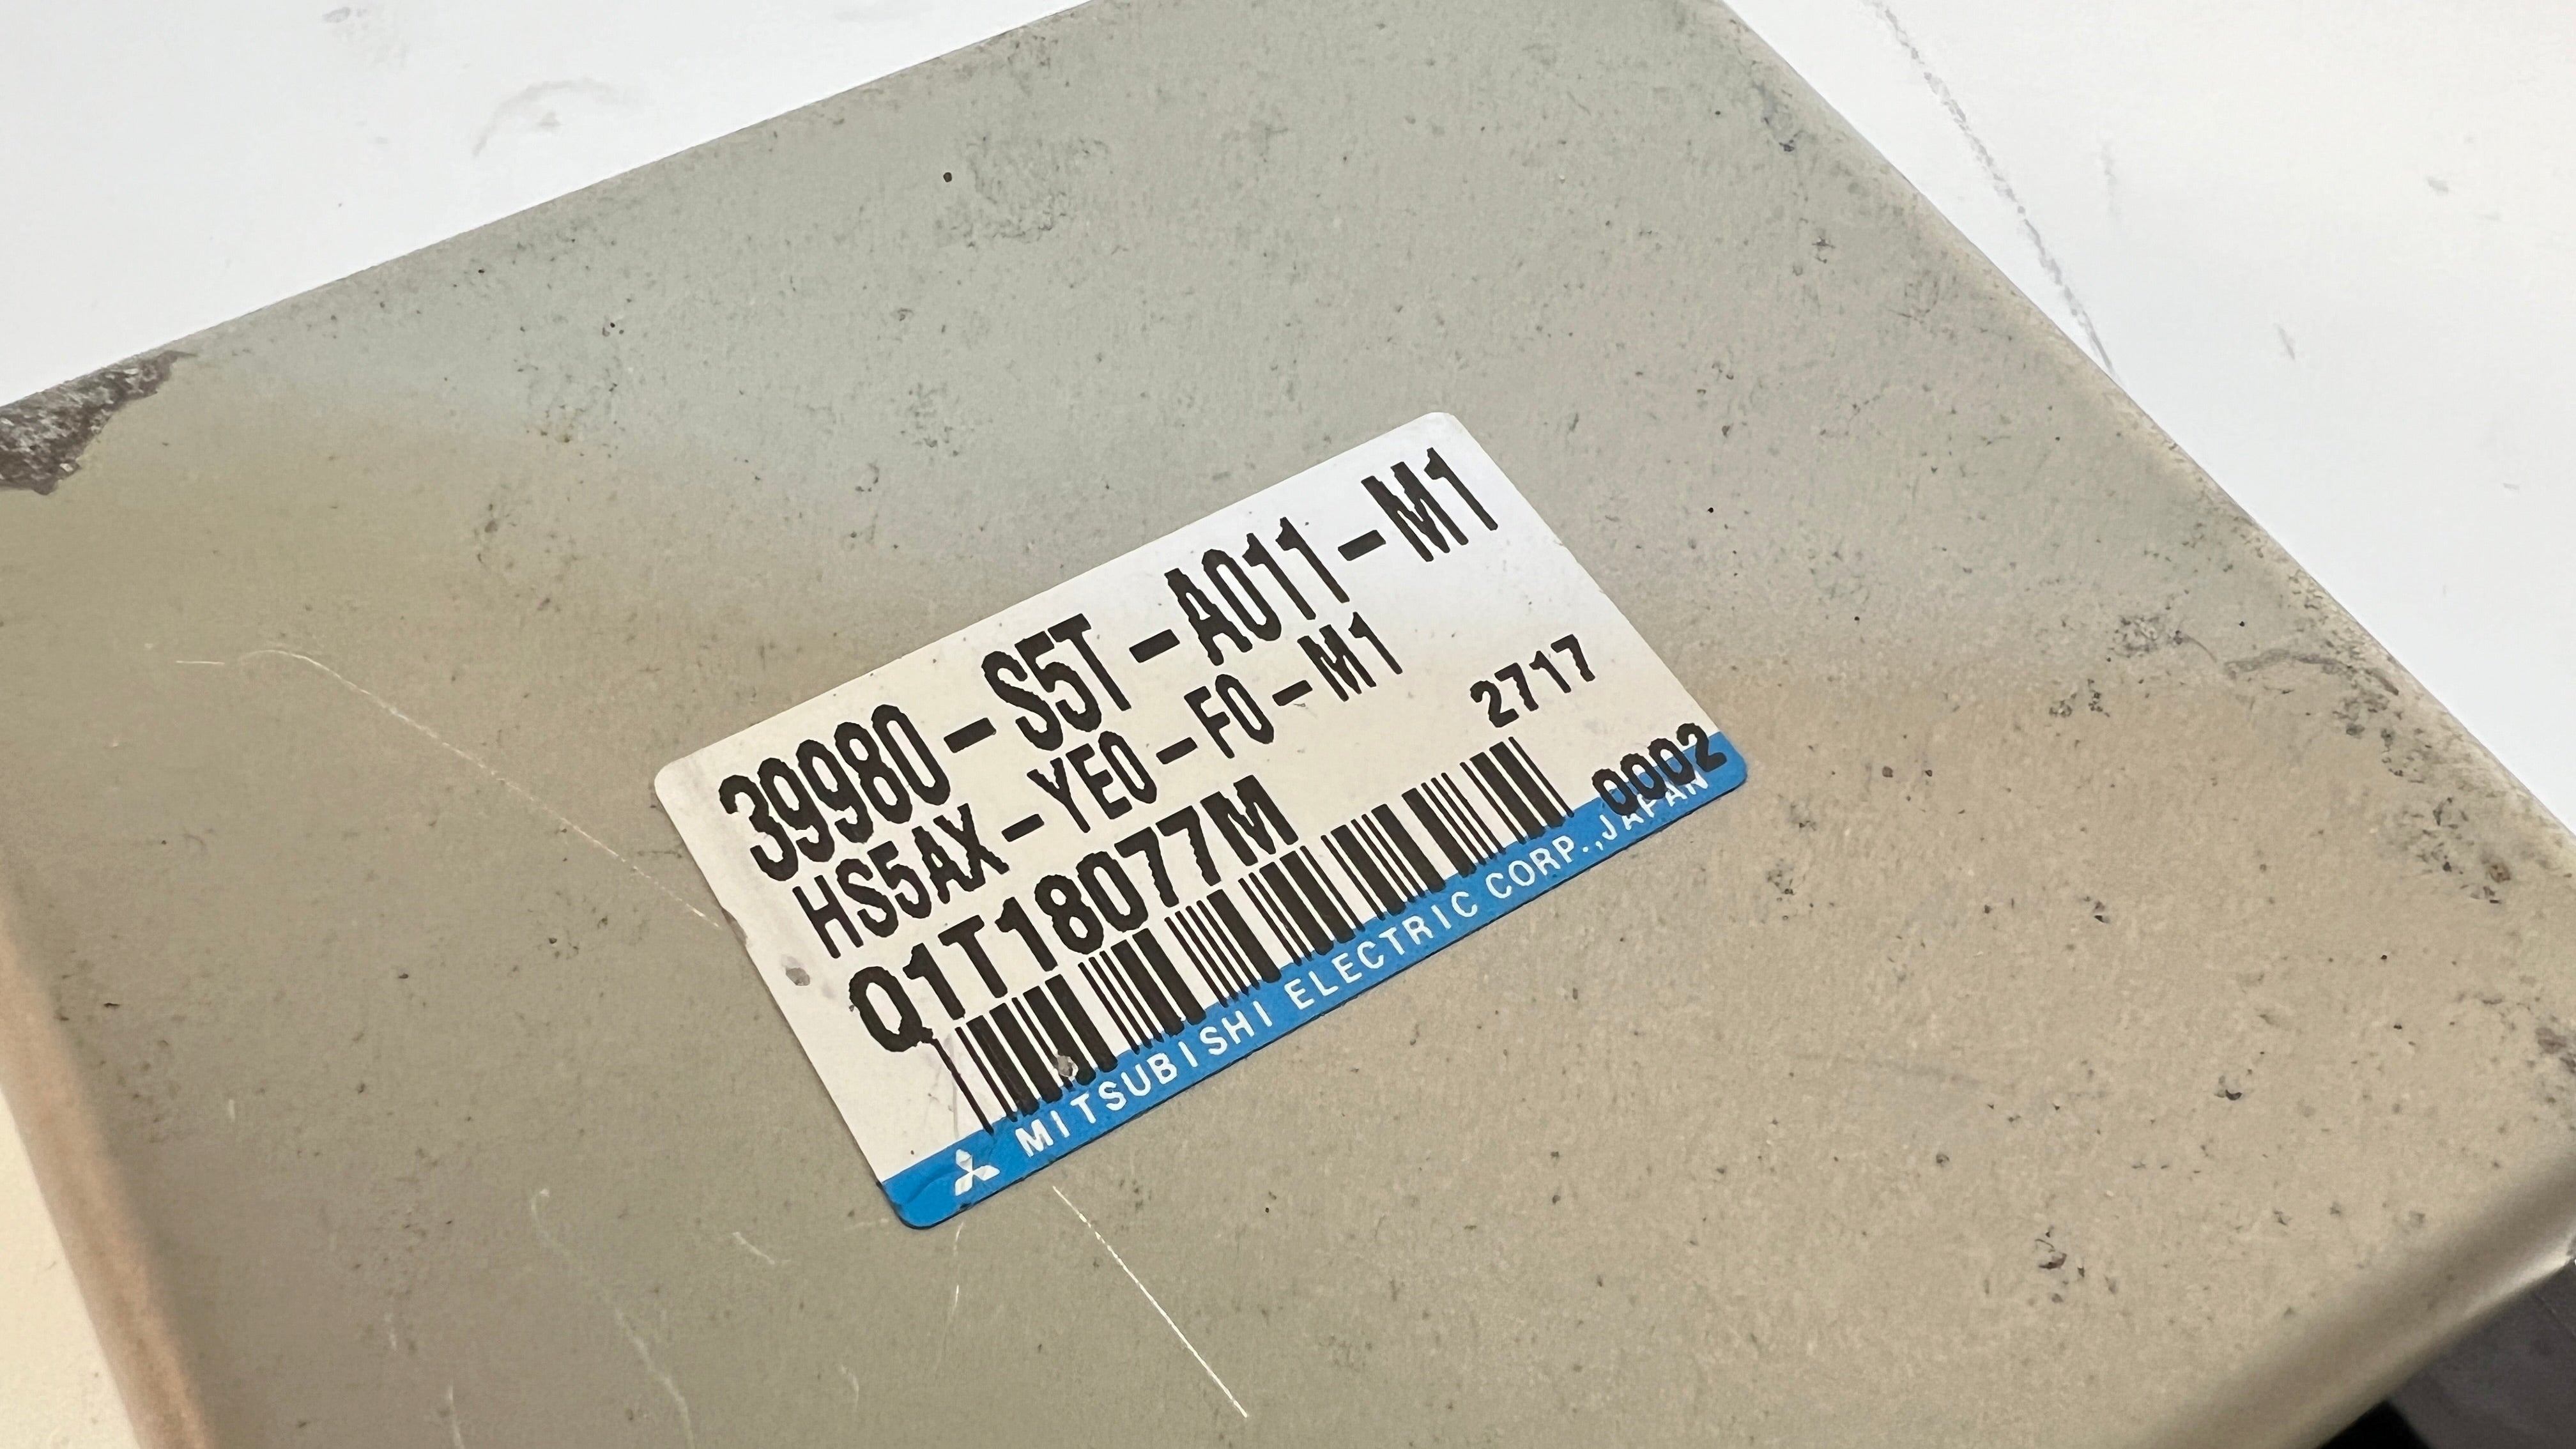 39980-S5T-A011-M1
HS5AX-YE0-F0-M1
Q1T18077M
2717
0002
MITSUBISHI ELECTRIC CORP.,JAPAN